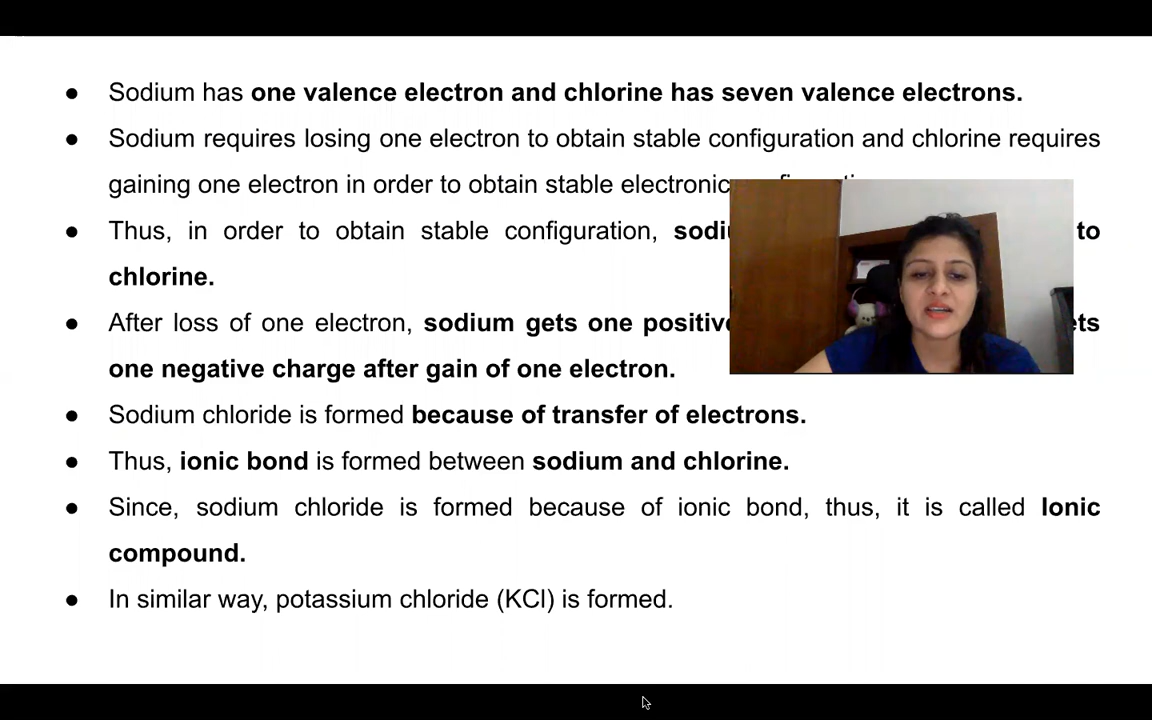 ● Sodium has one valence electron and chlorine has seven valence electrons.
● Sodium requires losing one electron to obtain stable configuration and chlorine requires
gaining one electron in order to obtain stable electronic
● Thus, in order to obtain stable configuration, to
chlorine.
● After loss of one electron, sodium gets one
one negative charge after gain of one electron.
● Sodium chloride is formed because of transfer of electrons.
● Thus, ionic bond is formed between sodium and chlorine.
● Since, sodium chloride is formed because of ionic bond, thus, it is called Ionic
compound.
● In similar way, potassium chloride (KCl) is formed.